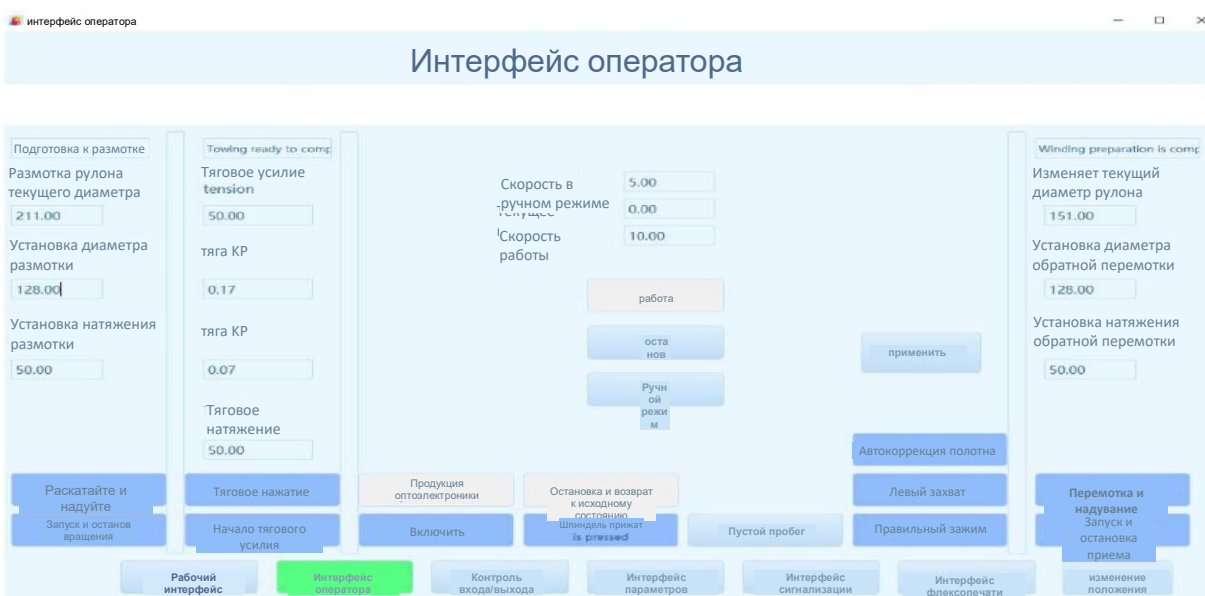 интерфейс оператора
Интерфейс оператора
Подготовка к размотке
Размотка рулона
текущего диаметра
211.00
Установка диаметра
размотки
128.00
Установка натяжения
размотки
50.00
Towing ready to comp
Тяговое усилие
tension
50.00
тяга КР
0.17
тяга КР
0.07
Тяговое
натяжение
50.00
Скорость в
ручном режиме
5.00
текущее
0.00
Скорость
работы
10.00
работа
оста
нов
Ручн
ой
режи
м
применить
Winding preparation is comp
Изменяет текущий
диаметр рулона
151.00
Установка диаметра
обратной перемотки
128.00
Установка натяжения
обратной перемотки
50.00
Автокоррекция полотна
Раскатайте и
надуйте
Тяговое нажатие
Продукция
оптоэлектроники
Остановка и возврат
к исходному
состоянию
Левый захват
Перемотка и
надувание
Запуск и останов
вращения
Начало тягового
усилия
Включить
Шпиндель прижат
is pressed
Пустой пробег
Правильный зажим
Запуск и
остановка
приема
Рабочий
интерфейс
Интерфейс
оператора
Контроль
входа/выхода
Интерфейс
параметров
Интерфейс
сигнализации
Интерфейс
флексопечати
изменение
положения